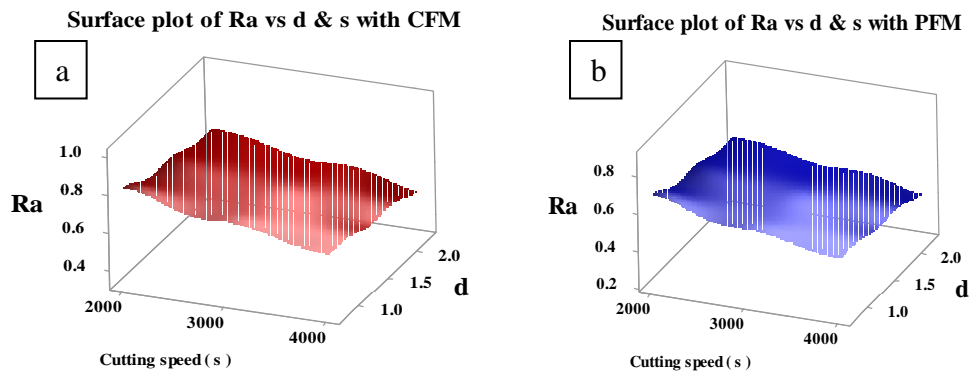 Surface plot of Ra vs d & s with CFM
a
1.0
0.8
Ra
0.6
0.4
2000
3000
4000
1.0
1.5
2.0
d
Cutting speed ( s )
Surface plot of Ra vs d & s with PFM
b
0.8
Ra
0.6
0.4
0.2
2000
3000
4000
1.0
1.5
2.0
d
Cutting speed ( s )